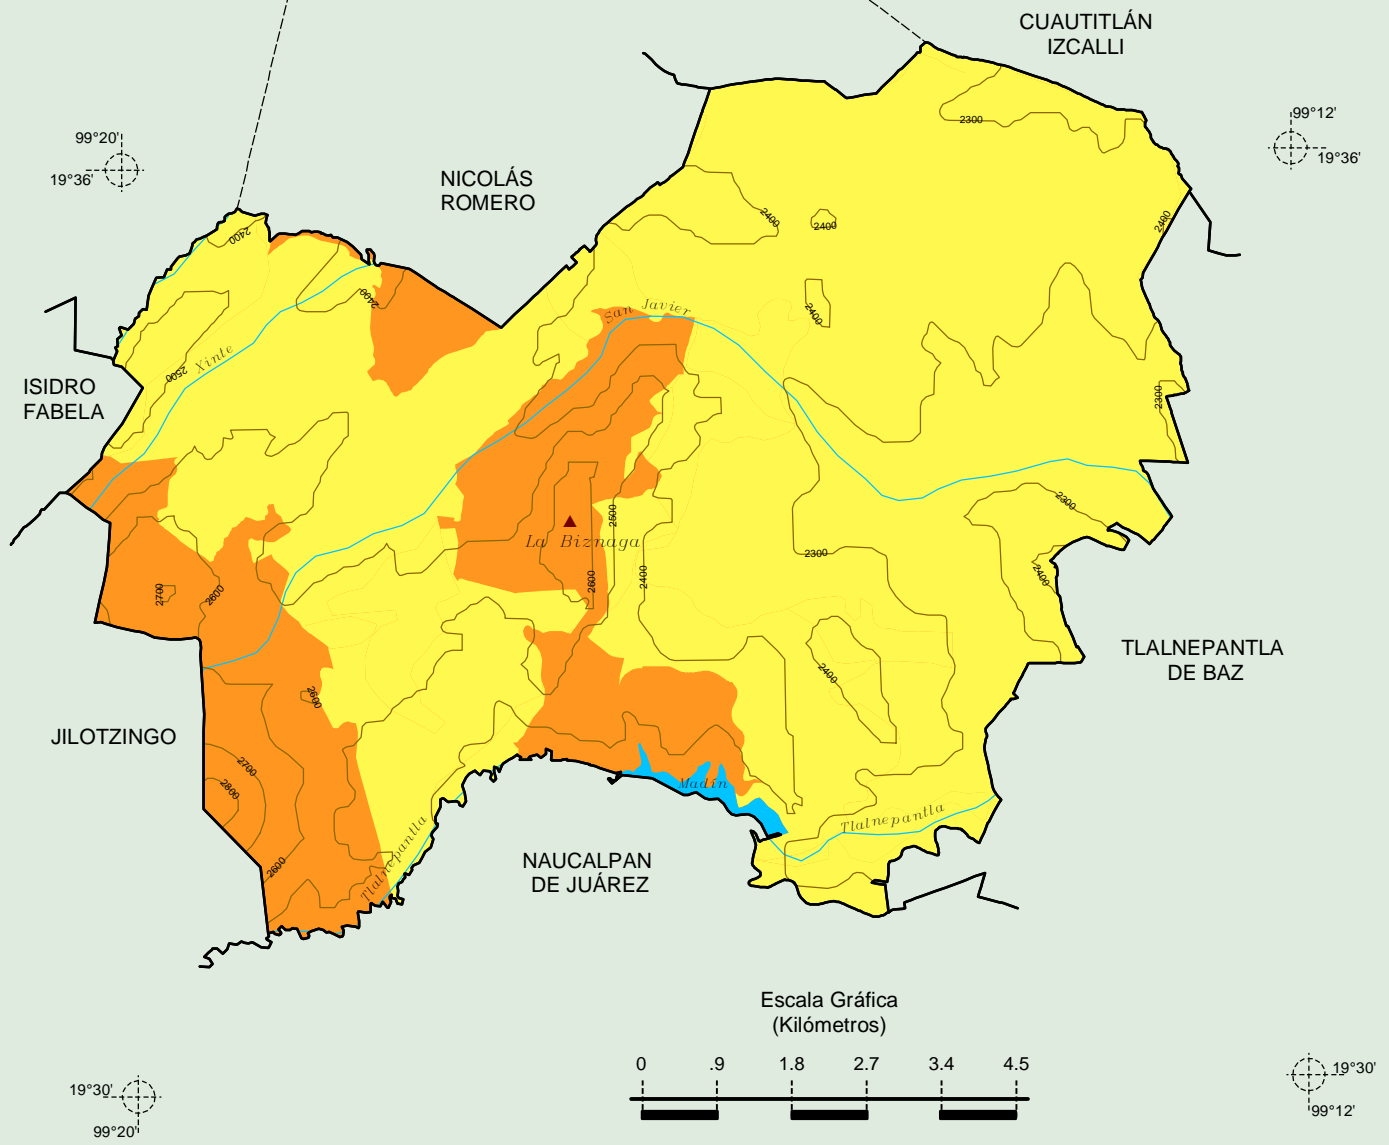 CUAUTITLÁN
IZCALLI
99°20'
19°36'
99°12'
19°36'
NICOLÁS
ROMERO
2300
2400
2400
2400
2400
2400
2400
San Javier
Xinte
2500
ISIDRO
FABELA
2300
2300
2500
La Biznaga
2300
2400
2400
2600
2700
2600
TLALNEPANTLA
DE BAZ
2400
2600
JILOTZINGO
2700
2800
Madín
Tlalnepantla
Tlalnepantla
2600
NAUCALPAN
DE JUÁREZ
Escala Gráfica
(Kilómetros)
0 .9 1.8 2.7 3.4 4.5
19°30'
99°20'
19°30'
99°12'